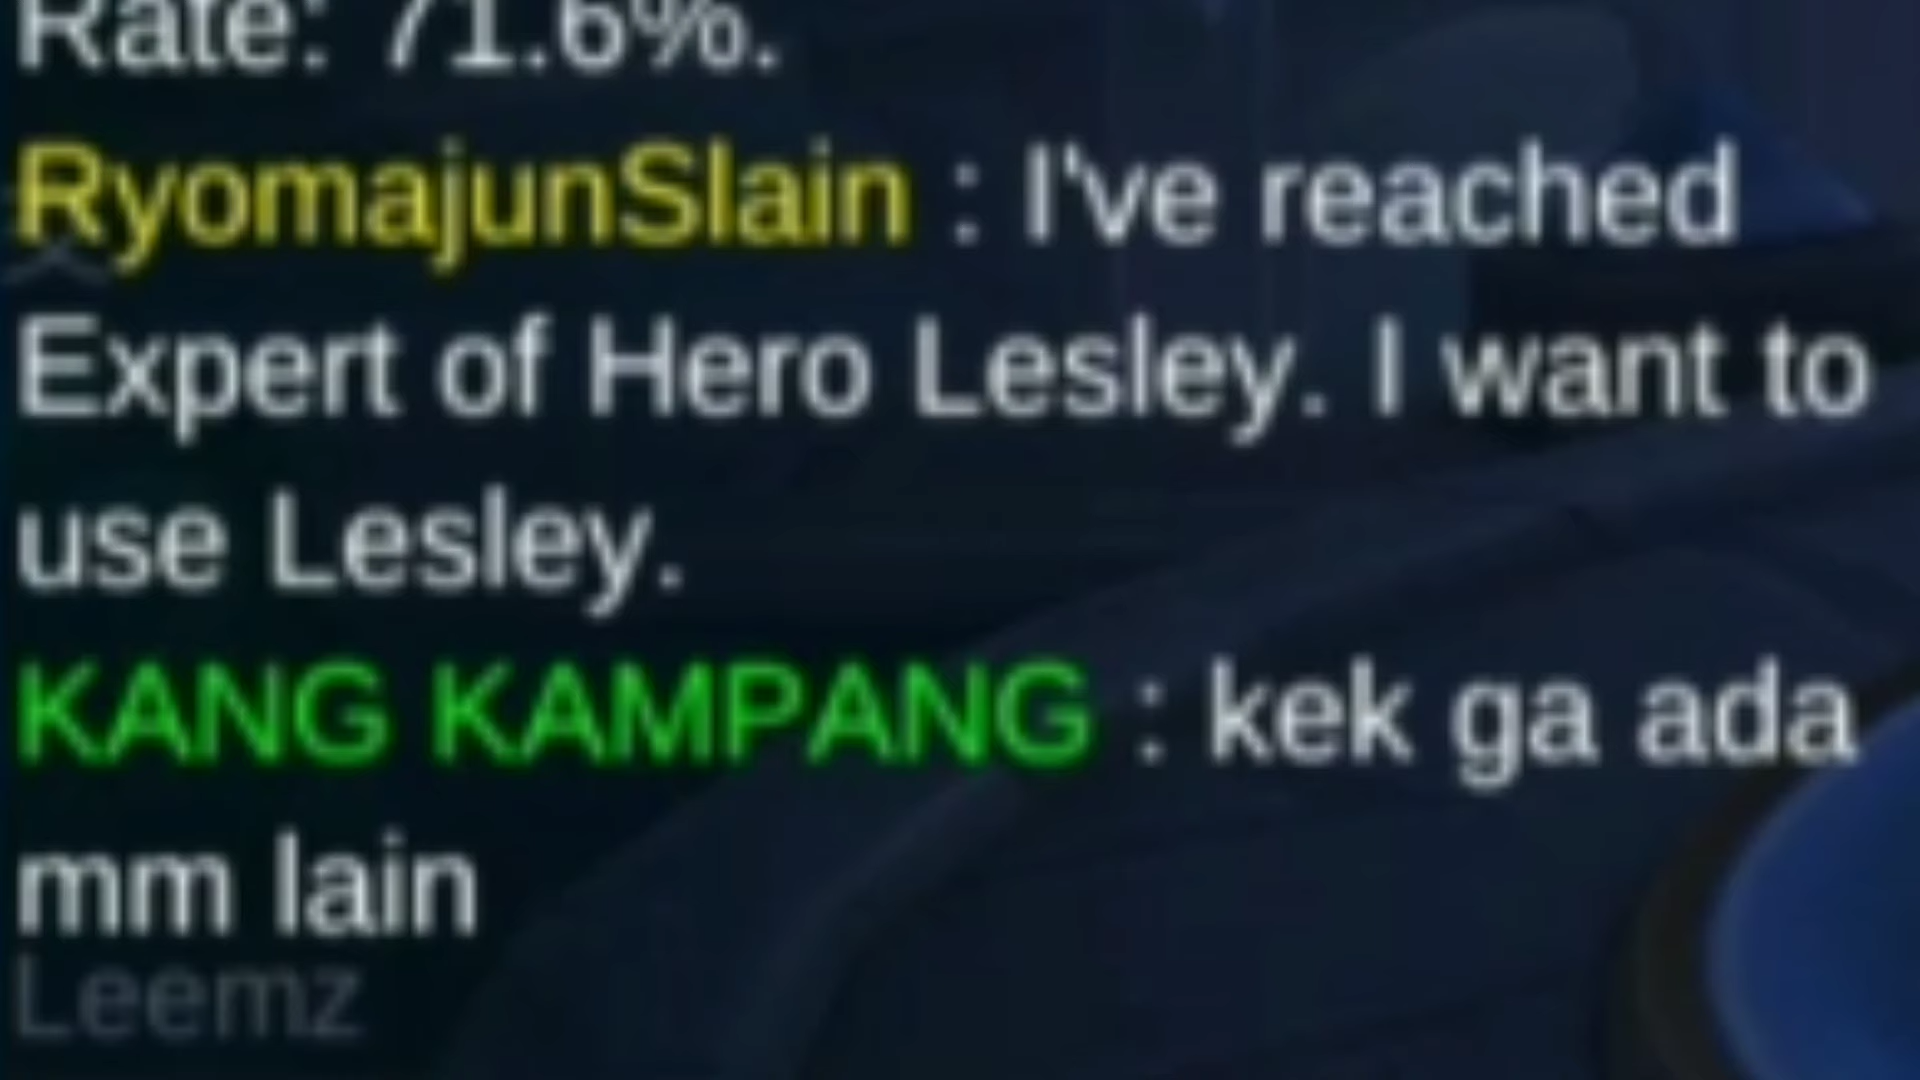 Rate: 71.6%.
RyomajunSlain : I've reached
Expert of Hero Lesley. I want to
use Lesley.
KANG KAMPANG : kek ga ada
mm lain
Leemz